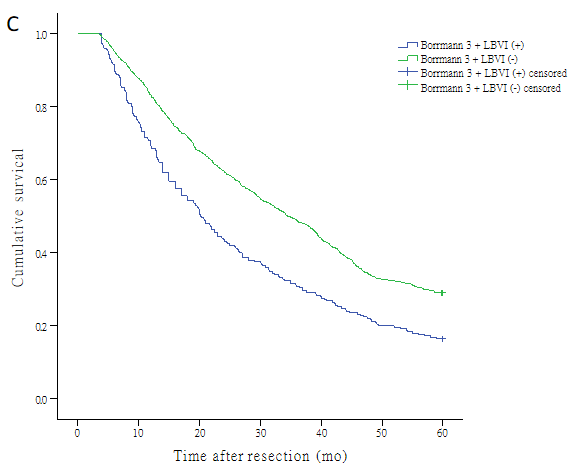 C
Borrmann 3 + LBVI (+)
Borrmann 3 + LBVI (-)
Borrmann 3 + LBVI (+) censored
Borrmann 3 + LBVI (-) censored
Cumulative survical
1.0
0.8
0.6
0.4
0.2
0.0
0 10 20 30 40 50 60
Time after resection (mo)